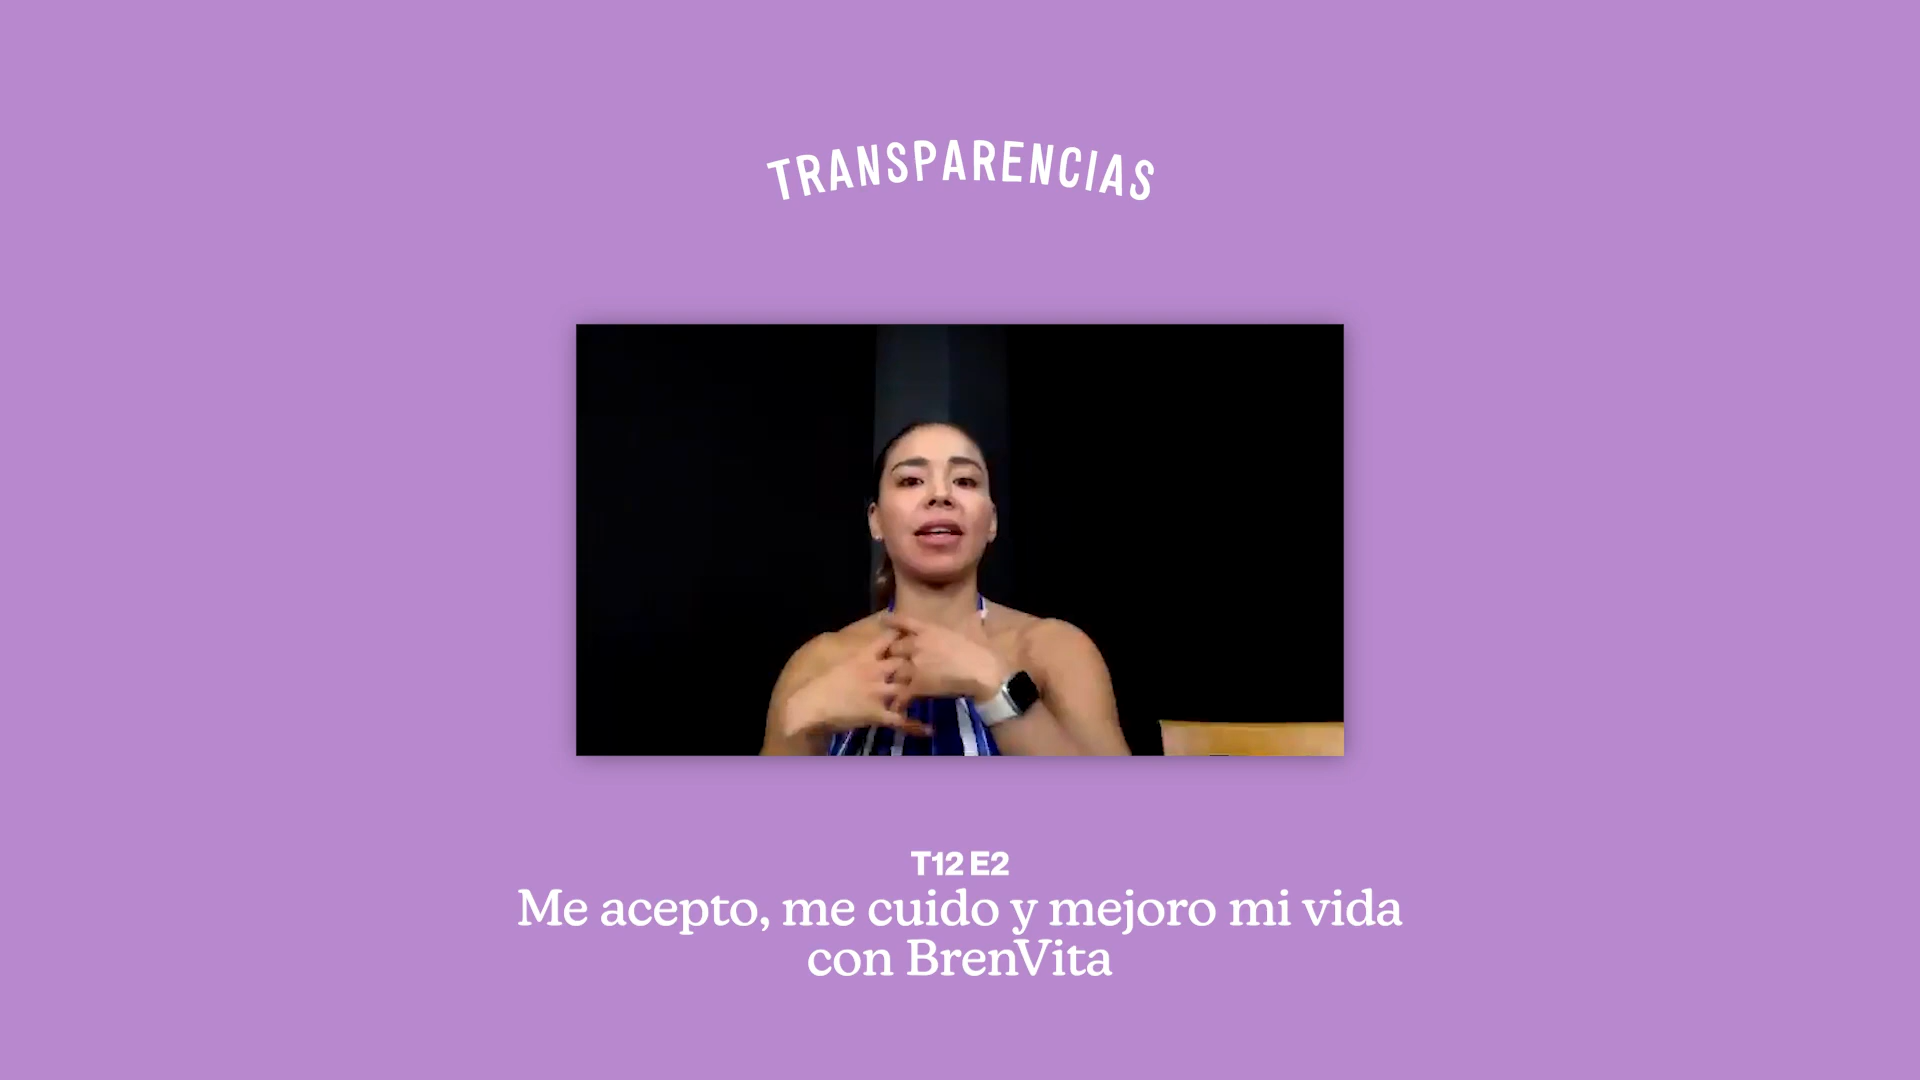 TRANSPARENCIAS
T12 E2
Me acepto, me cuido y mejoro mi vida
con BrenVita